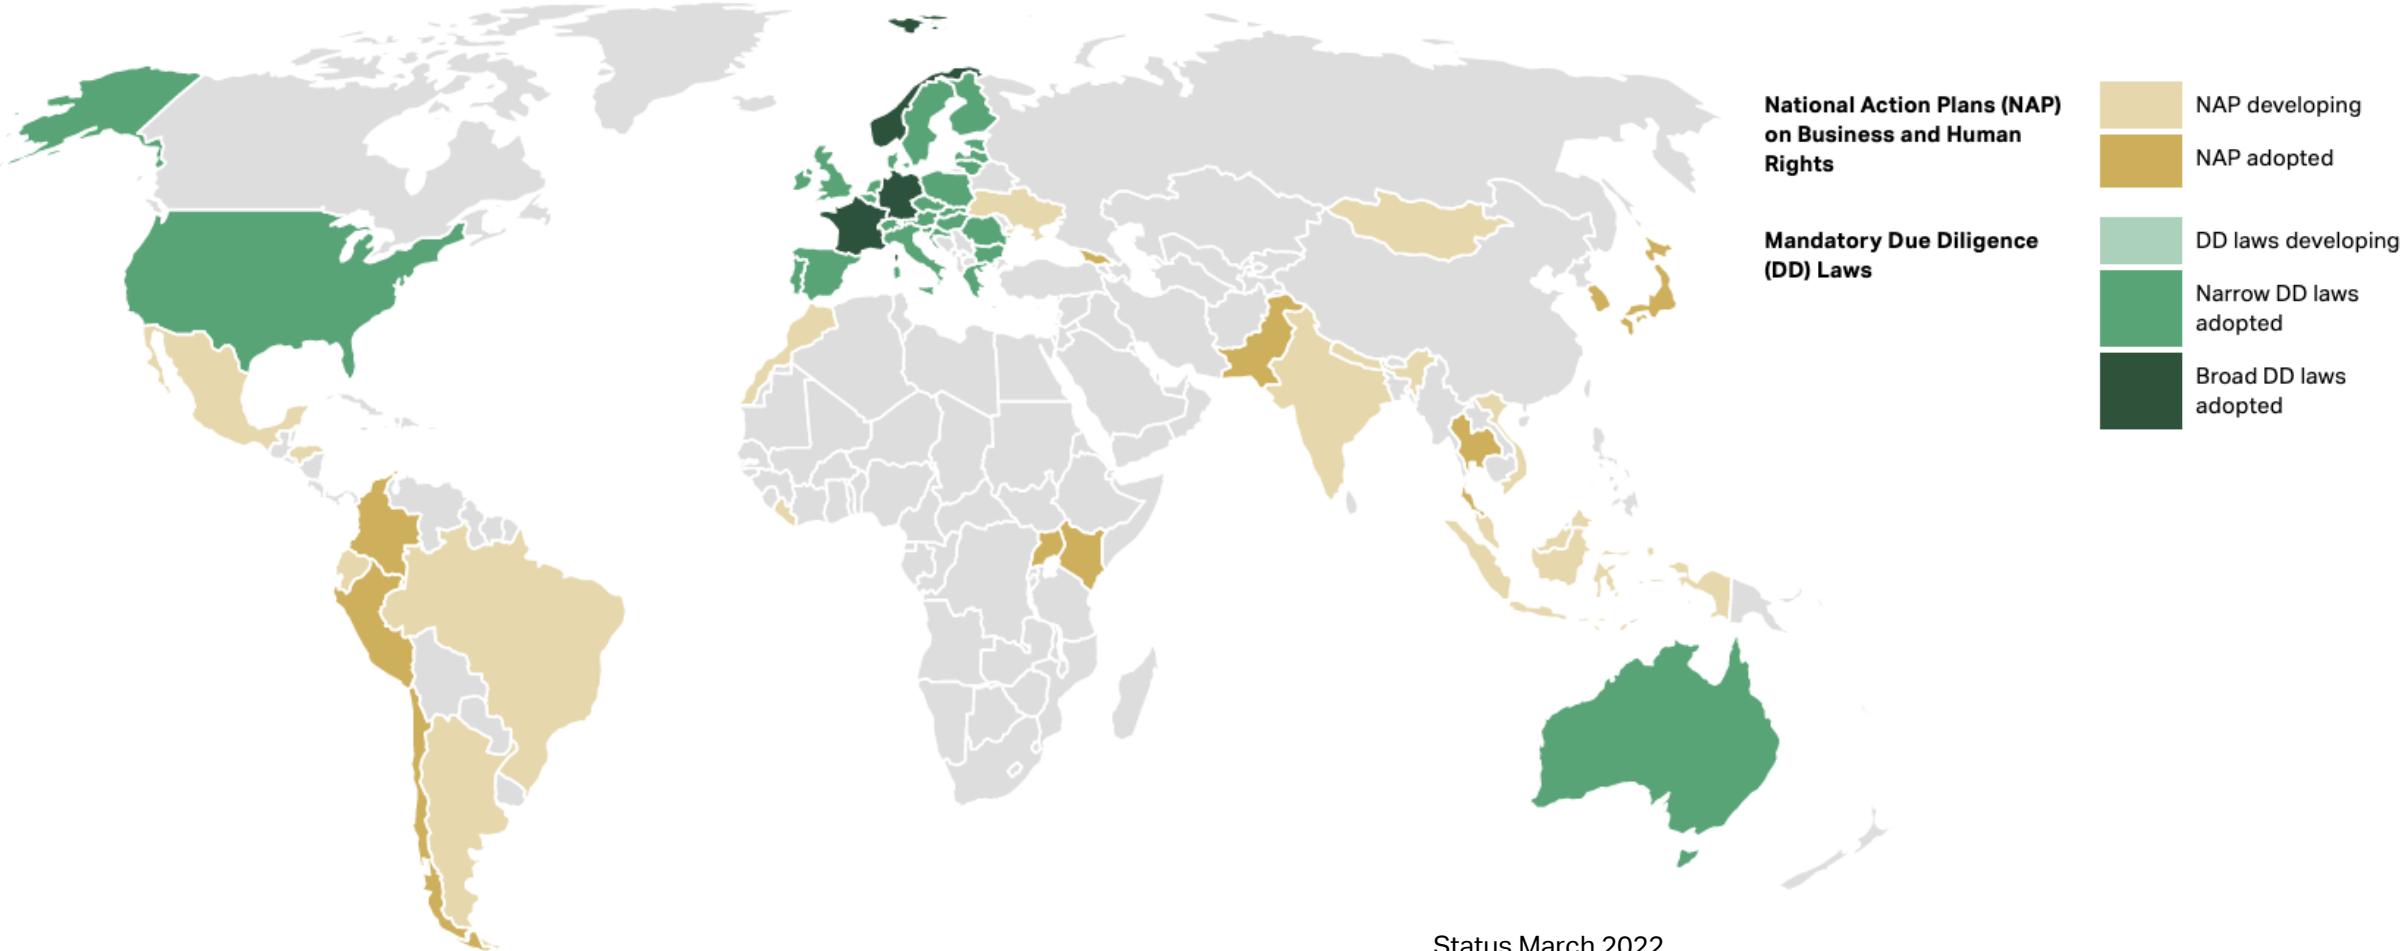 National Action Plans (NAP)
on Business and Human
Rights
NAP developing
NAP adopted
Mandatory Due Diligence
(DD) Laws
DD laws developing
Narrow DD laws
adopted
Broad DD laws
adopted
Status March 2022